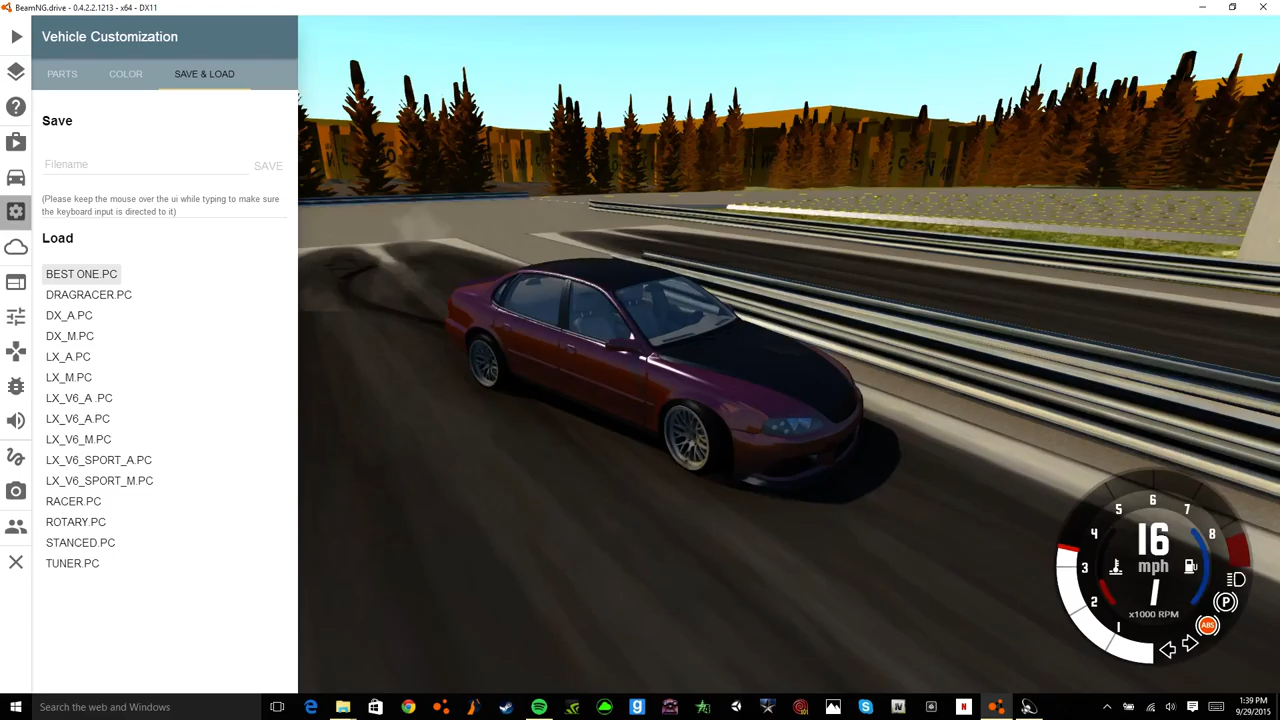 BeamNG.drive - 0.4.2.2.1213 - x64 - DX11
Vehicle Customization
PARTS COLOR SAVE & LOAD
Save
Filename SAVE
(Please keep the mouse over the ui while typing to make sure
the keyboard input is directed to it)
Load
BEST ONE.PC
DRAGRACER.PC
DX_A.PC
DX_M.PC
LX_A.PC
LX_M.PC
LX_V6_A .PC
LX_V6_A.PC
LX_V6_M.PC
LX_V6_SPORT_A.PC
LX_V6_SPORT_M.PC
RACER.PC
ROTARY.PC
STANCED.PC
TUNER.PC
1 2 3 4 5 6 7 8
16
mph
1
x1000 RPM
P
ABS
Search the web and Windows
1:39 PM
9/29/2015